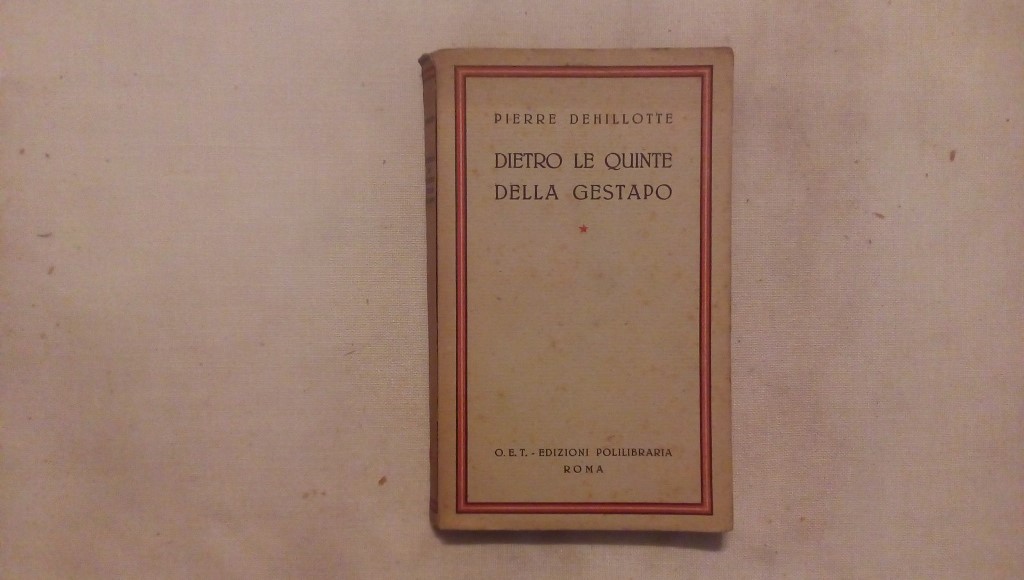 PIERRE DEHILLOTTE
DIETRO LE QUINTE
DELLA GESTAPO
O. E. T. - EDIZIONI POLILIBRARIA
ROMA